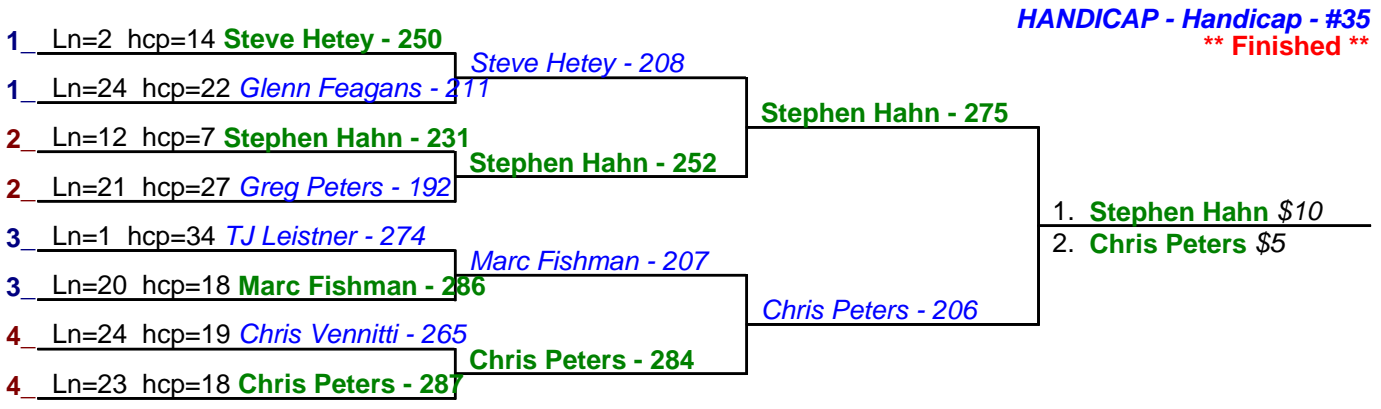 HANDICAP - Handicap - #35
** Finished **
1_ Ln=2 hcp=14 Steve Hetey - 250
1_ Ln=24 hcp=22 Glenn Feagans - 211
2_ Ln=12 hcp=7 Stephen Hahn - 231
2_ Ln=21 hcp=27 Greg Peters - 192
3_ Ln=1 hcp=34 TJ Leistner - 274
3_ Ln=20 hcp=18 Marc Fishman - 286
4_ Ln=24 hcp=19 Chris Vennitti - 265
4_ Ln=23 hcp=18 Chris Peters - 287
Steve Hetey - 208
Stephen Hahn - 252
Marc Fishman - 207
Chris Peters - 284
Stephen Hahn - 275
Chris Peters - 206
1. Stephen Hahn $10
2. Chris Peters $5